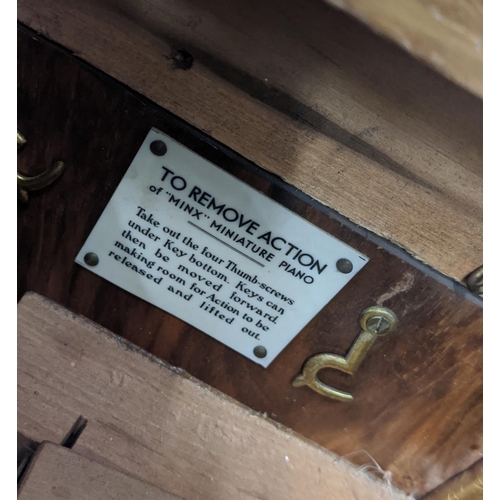 TO REMOVE ACTION
of "MINX" MINIATURE PIANO
Take out the four Thumb-screws
under Key bottom. Keys can
then be moved forward.
making room for Action to be
released and lifted out.